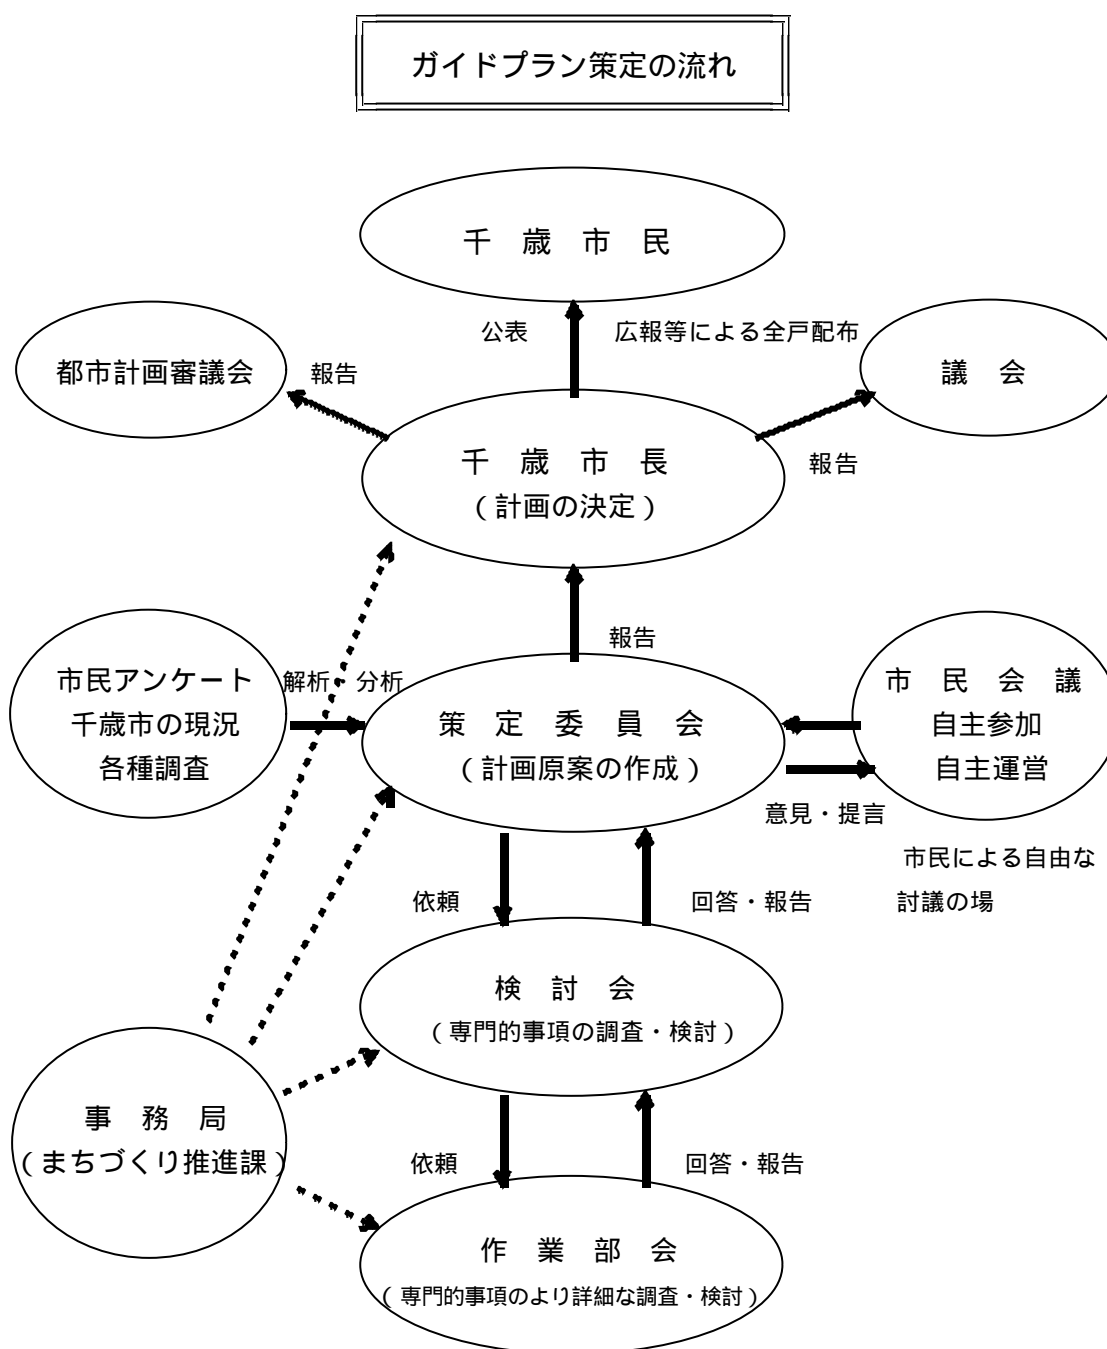 ガイドプラン策定の流れ
千 歳 市 民
公表
広報等による全戸配布
都市計画審議会
報告
議 会
千 歳 市 長
(計画の決定)
報告
報告
市民アンケート
千歳市の現況
各種調査
解析・分析
策 定 委 員 会
(計画原案の作成)
市 民 会 議
自主参加
自主運営
意見・提言
市民による自由な
討議の場
依頼
回答・報告
検 討 会
(専門的事項の調査・検討)
事 務 局
(まちづくり推進課)
依頼
回答・報告
作 業 部 会
(専門的事項のより詳細な調査・検討)